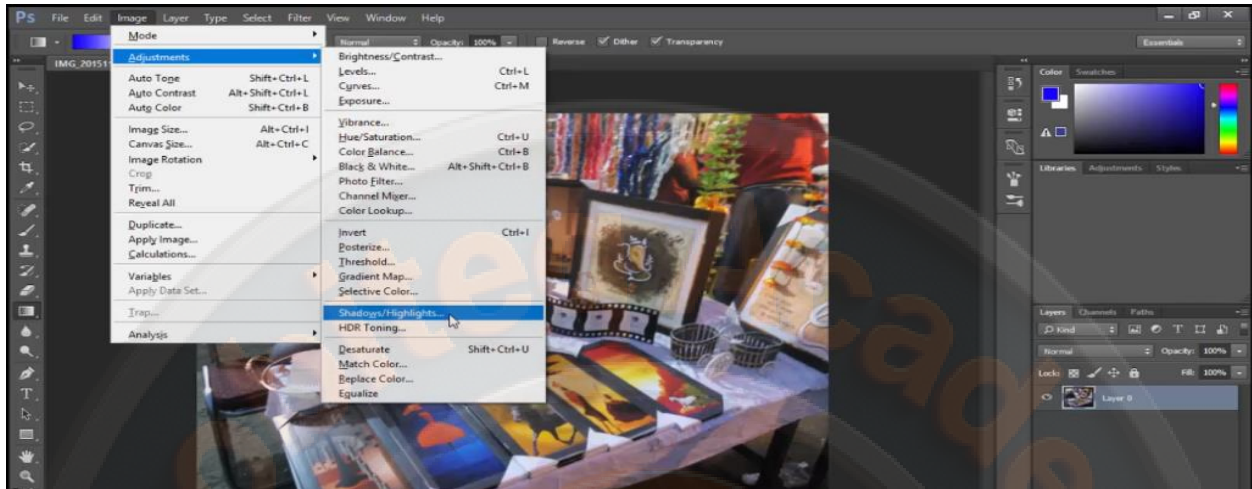 Ps File Edit Image Layer Type Select Filter View Window Help
Normal Opacity: 100% Reverse Dither Transparency Essentials
IMG_20151
Mode
Adjustments
Auto Tone Shift+Ctrl+L
Auto Contrast Alt+Shift+Ctrl+L
Auto Color Shift+Ctrl+B
Image Size... Alt+Ctrl+I
Canvas Size... Alt+Ctrl+C
Image Rotation
Crop
Trim...
Reveal All
Duplicate...
Apply Image...
Calculations...
Variables
Apply Data Set...
Trap...
Analysis
Brightness/Contrast...
Levels... Ctrl+L
Curves... Ctrl+M
Exposure...
Vibrance...
Hue/Saturation... Ctrl+U
Color Balance... Ctrl+B
Black & White... Alt+Shift+Ctrl+B
Photo Filter...
Channel Mixer...
Color Lookup...
Invert Ctrl+I
Posterize...
Threshold...
Gradient Map...
Selective Color...
Shadows/Highlights...
HDR Toning...
Desaturate Shift+Ctrl+U
Match Color...
Replace Color...
Equalize
Color Swatches
Libraries Adjustments Styles
Layers Channels Paths
Kind
Normal Opacity: 100%
Lock: Fill: 100%
Layer 0